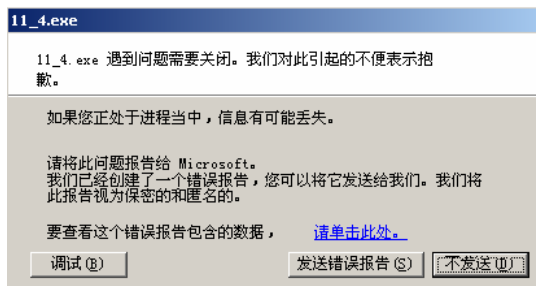 11_4.exe
11_4.exe 遇到问题需要关闭。我们对此引起的不便表示抱
歉。
如果您正处于进程当中，信息有可能丢失。
请将此问题报告给 Microsoft。
我们已经创建了一个错误报告，您可以将它发送给我们。我们将
此报告视为保密的和匿名的。
要查看这个错误报告包含的数据， 请单击此处。
调试(B) 发送错误报告(S) 不发送(D)